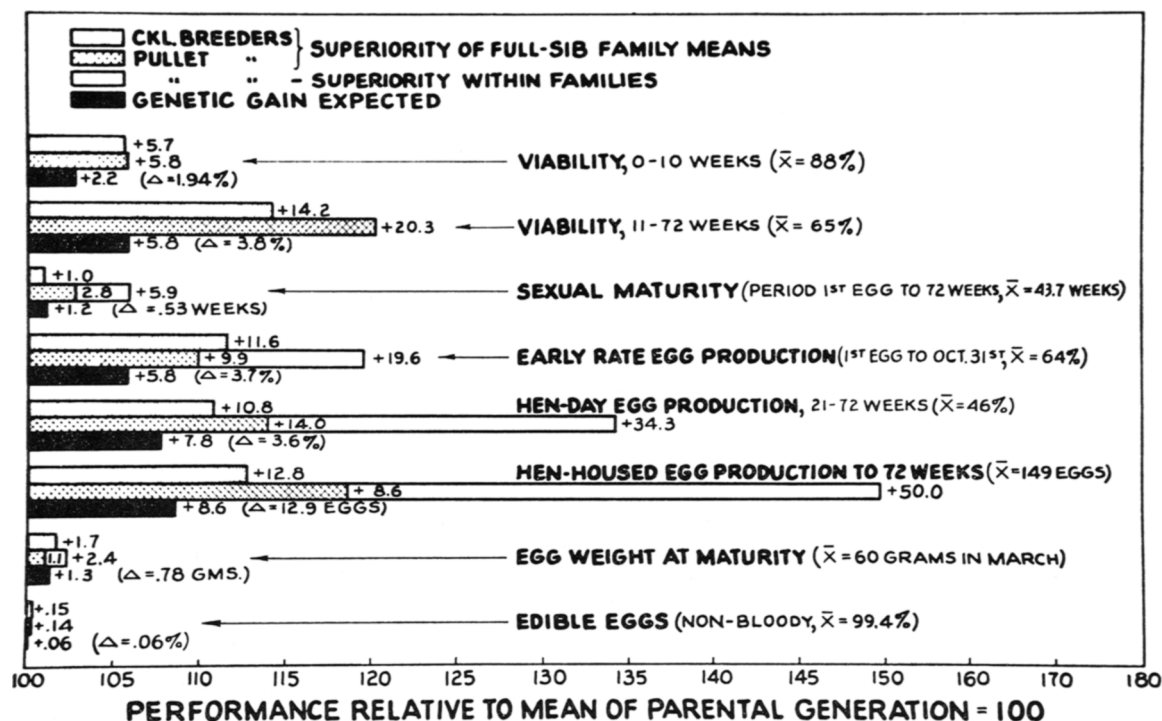 CKL. BREEDERS
PULLET "
SUPERIORITY OF FULL-SIB FAMILY MEANS
" " - SUPERIORITY WITHIN FAMILIES
GENETIC GAIN EXPECTED
+5.7
+5.8 VIABILITY, 0-10 WEEKS (X̄=88%)
+2.2 (△=1.94%)
+14.2
+20.3 VIABILITY, 11-72 WEEKS (X̄=65%)
+5.8 (△=3.8%)
+1.0
2.8 +5.9 SEXUAL MATURITY (PERIOD 1ST EGG TO 72 WEEKS, X̄=43.7 WEEKS)
+1.2 (△=.53 WEEKS)
+11.6
+9.9 +19.6 EARLY RATE EGG PRODUCTION (1ST EGG TO OCT. 31ST, X̄=64%)
+5.8 (△=3.7%)
+10.8 HEN-DAY EGG PRODUCTION, 21-72 WEEKS (X̄=46%)
+14.0 +34.3
+7.8 (△=3.6%)
+12.8 HEN-HOUSED EGG PRODUCTION TO 72 WEEKS (X̄=149 EGGS)
+ 8.6 +50.0
+8.6 (△=12.9 EGGS)
+1.7
1.1 +2.4 EGG WEIGHT AT MATURITY (X̄=60 GRAMS IN MARCH)
+1.3 (△=.78 GMS.)
+.15
+.14 EDIBLE EGGS (NON-BLOODY, X̄=99.4%)
+.06 (△=.06%)
100 105 110 115 120 125 130 135 140 145 150 160 170 180
PERFORMANCE RELATIVE TO MEAN OF PARENTAL GENERATION = 100